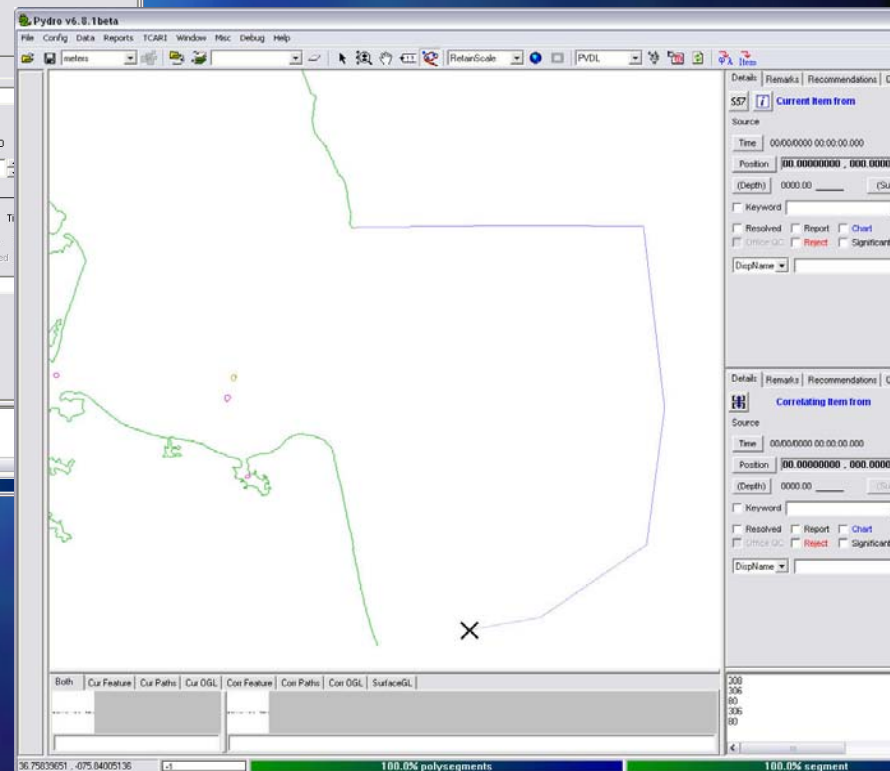 Pydro v6.8.1beta
File Config Data Reports TCARI Window Misc Debug Help
meters RetainScale PVDL Item
Details Remarks Recommendations
S57 i Current Item from
Source
Time 00/00/0000 00:00:00.000
Position 00.00000000 , 000.0000
(Depth) 0000.00 _____ (Su
Keyword
Resolved Report Chart
Office QC Reject Significant
DispName
Details Remarks Recommendations
Correlating Item from
Source
Time 00/00/0000 00:00:00.000
Position 00.00000000 , 000.0000
(Depth) 0000.00 _____ (Su
Keyword
Resolved Report Chart
Office QC Reject Significant
DispName
Both Cur Feature Cur Paths Cur OGL Corr Feature Corr Paths Corr OGL SurfaceGL
308
306
80
306
80
36.75839651 , -075.84005136 -1 100.0% polysegments 100.0% segment